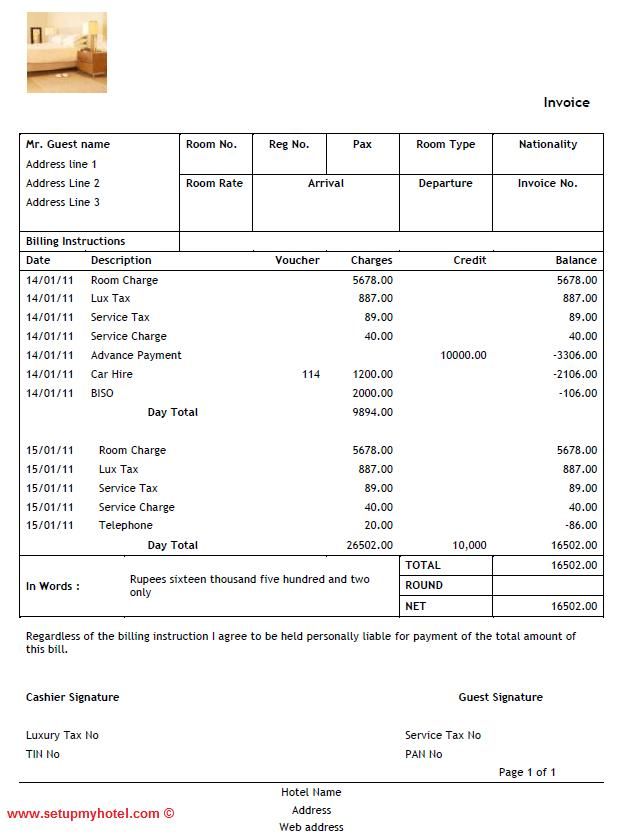 Invoice
Mr. Guest name Room No. Reg No. Pax Room Type Nationality
Address line 1
Address Line 2 Room Rate Arrival Departure Invoice No.
Address Line 3
Billing Instructions
Date Description Voucher Charges Credit Balance
14/01/11 Room Charge 5678.00 5678.00
14/01/11 Lux Tax 887.00 887.00
14/01/11 Service Tax 89.00 89.00
14/01/11 Service Charge 40.00 40.00
14/01/11 Advance Payment 10000.00 -3306.00
14/01/11 Car Hire 114 1200.00 -2106.00
14/01/11 BISO 2000.00 -106.00
Day Total 9894.00
15/01/11 Room Charge 5678.00 5678.00
15/01/11 Lux Tax 887.00 887.00
15/01/11 Service Tax 89.00 89.00
15/01/11 Service Charge 40.00 40.00
15/01/11 Telephone 20.00 -86.00
Day Total 26502.00 10,000 16502.00
TOTAL 16502.00
In Words : Rupees sixteen thousand five hundred and two
only
ROUND
NET 16502.00
Regardless of the billing instruction I agree to be held personally liable for payment of the total amount of
this bill.
Cashier Signature Guest Signature
Luxury Tax No Service Tax No
TIN No PAN No
Page 1 of 1
Hotel Name
www.setupmyhotel.com © Address
Web address